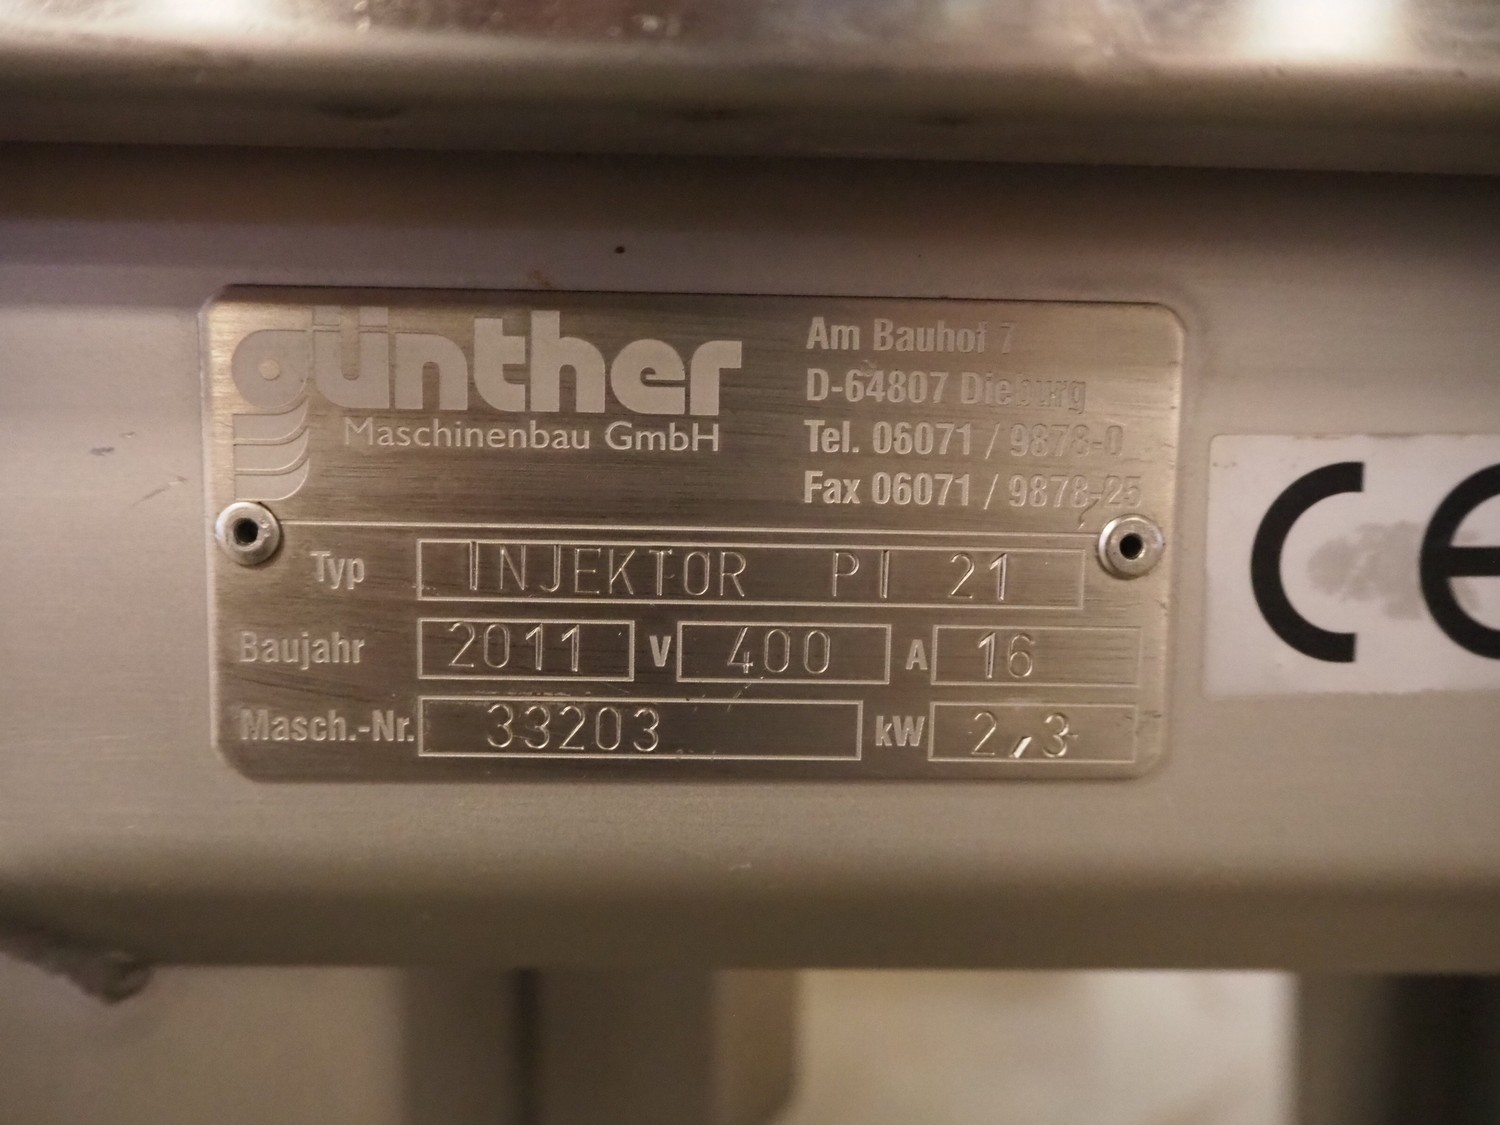 günther
Maschinenbau GmbH
Am Bauhof 7
D-64807 Dieburg
Tel. 06071 / 9878-0
Fax 06071 / 9878-25
Typ INJEKTOR PI 21
Baujahr 2011 V 400 A 16
Masch.-Nr. 33203 kW 2,3
CE